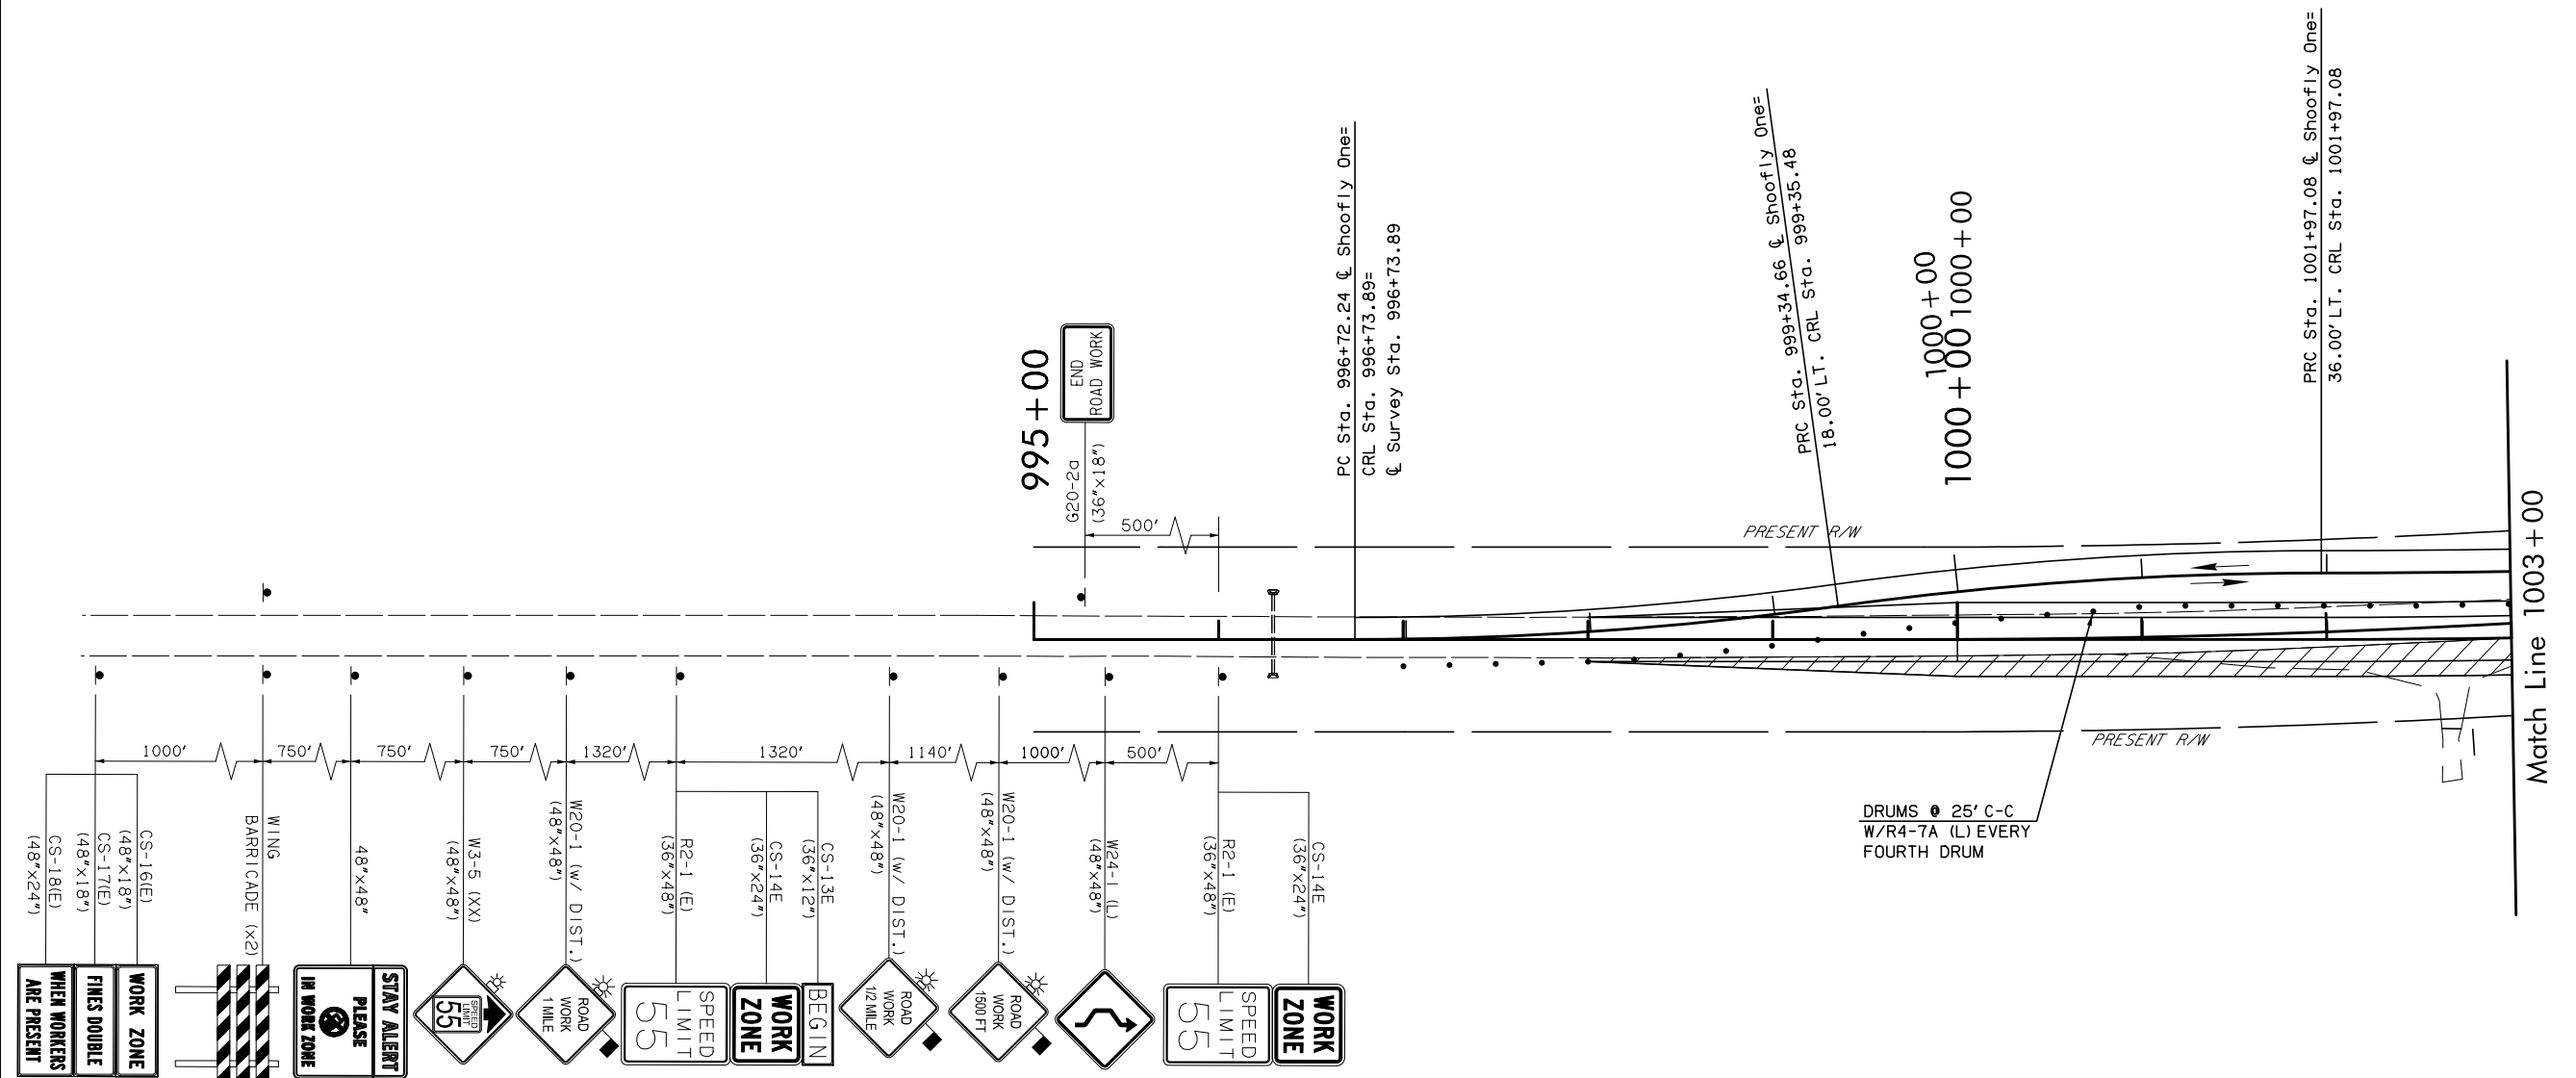 995+00
END
ROAD WORK
G20-2a
(36"x18")
500'
PC Sta. 996+72.24 ℄ Shoofly One=
CRL Sta. 996+73.89=
℄ Survey Sta. 996+73.89
PRC Sta. 999+34.66 ℄ Shoofly One=
18.00' LT. CRL Sta. 999+35.48
1000+00
1000+00
1000+00
PRC Sta. 1001+97.08 ℄ Shoofly One=
36.00' LT. CRL Sta. 1001+97.08
Match Line 1003+00
PRESENT R/W
PRESENT R/W
DRUMS @ 25' C-C
W/R4-7A (L) EVERY
FOURTH DRUM
1000'
750'
750'
750'
1320'
1320'
1140'
1000'
500'
CS-16(E)
(48"x18")
CS-17(E)
(48"x18")
CS-18(E)
(48"x24")
WORK ZONE
FINES DOUBLE
WHEN WORKERS
ARE PRESENT
WING
BARRICADE (x2)
48"x48"
STAY ALERT
PLEASE
IN WORK ZONE
W3-5 (XX)
(48"x48")
SPEED
LIMIT
55
W20-1 (w/ DIST.)
(48"x48")
ROAD
WORK
1 MILE
R2-1 (E)
(36"x48")
SPEED
LIMIT
55
CS-14E
(36"x24")
WORK
ZONE
CS-13E
(36"x12")
BEGIN
W20-1 (w/ DIST.)
(48"x48")
ROAD
WORK
1/2 MILE
W20-1 (w/ DIST.)
(48"x48")
ROAD
WORK
1500 FT
W24-1 (L)
(48"x48")
R2-1 (E)
(36"x48")
SPEED
LIMIT
55
CS-14E
(36"x24")
WORK
ZONE